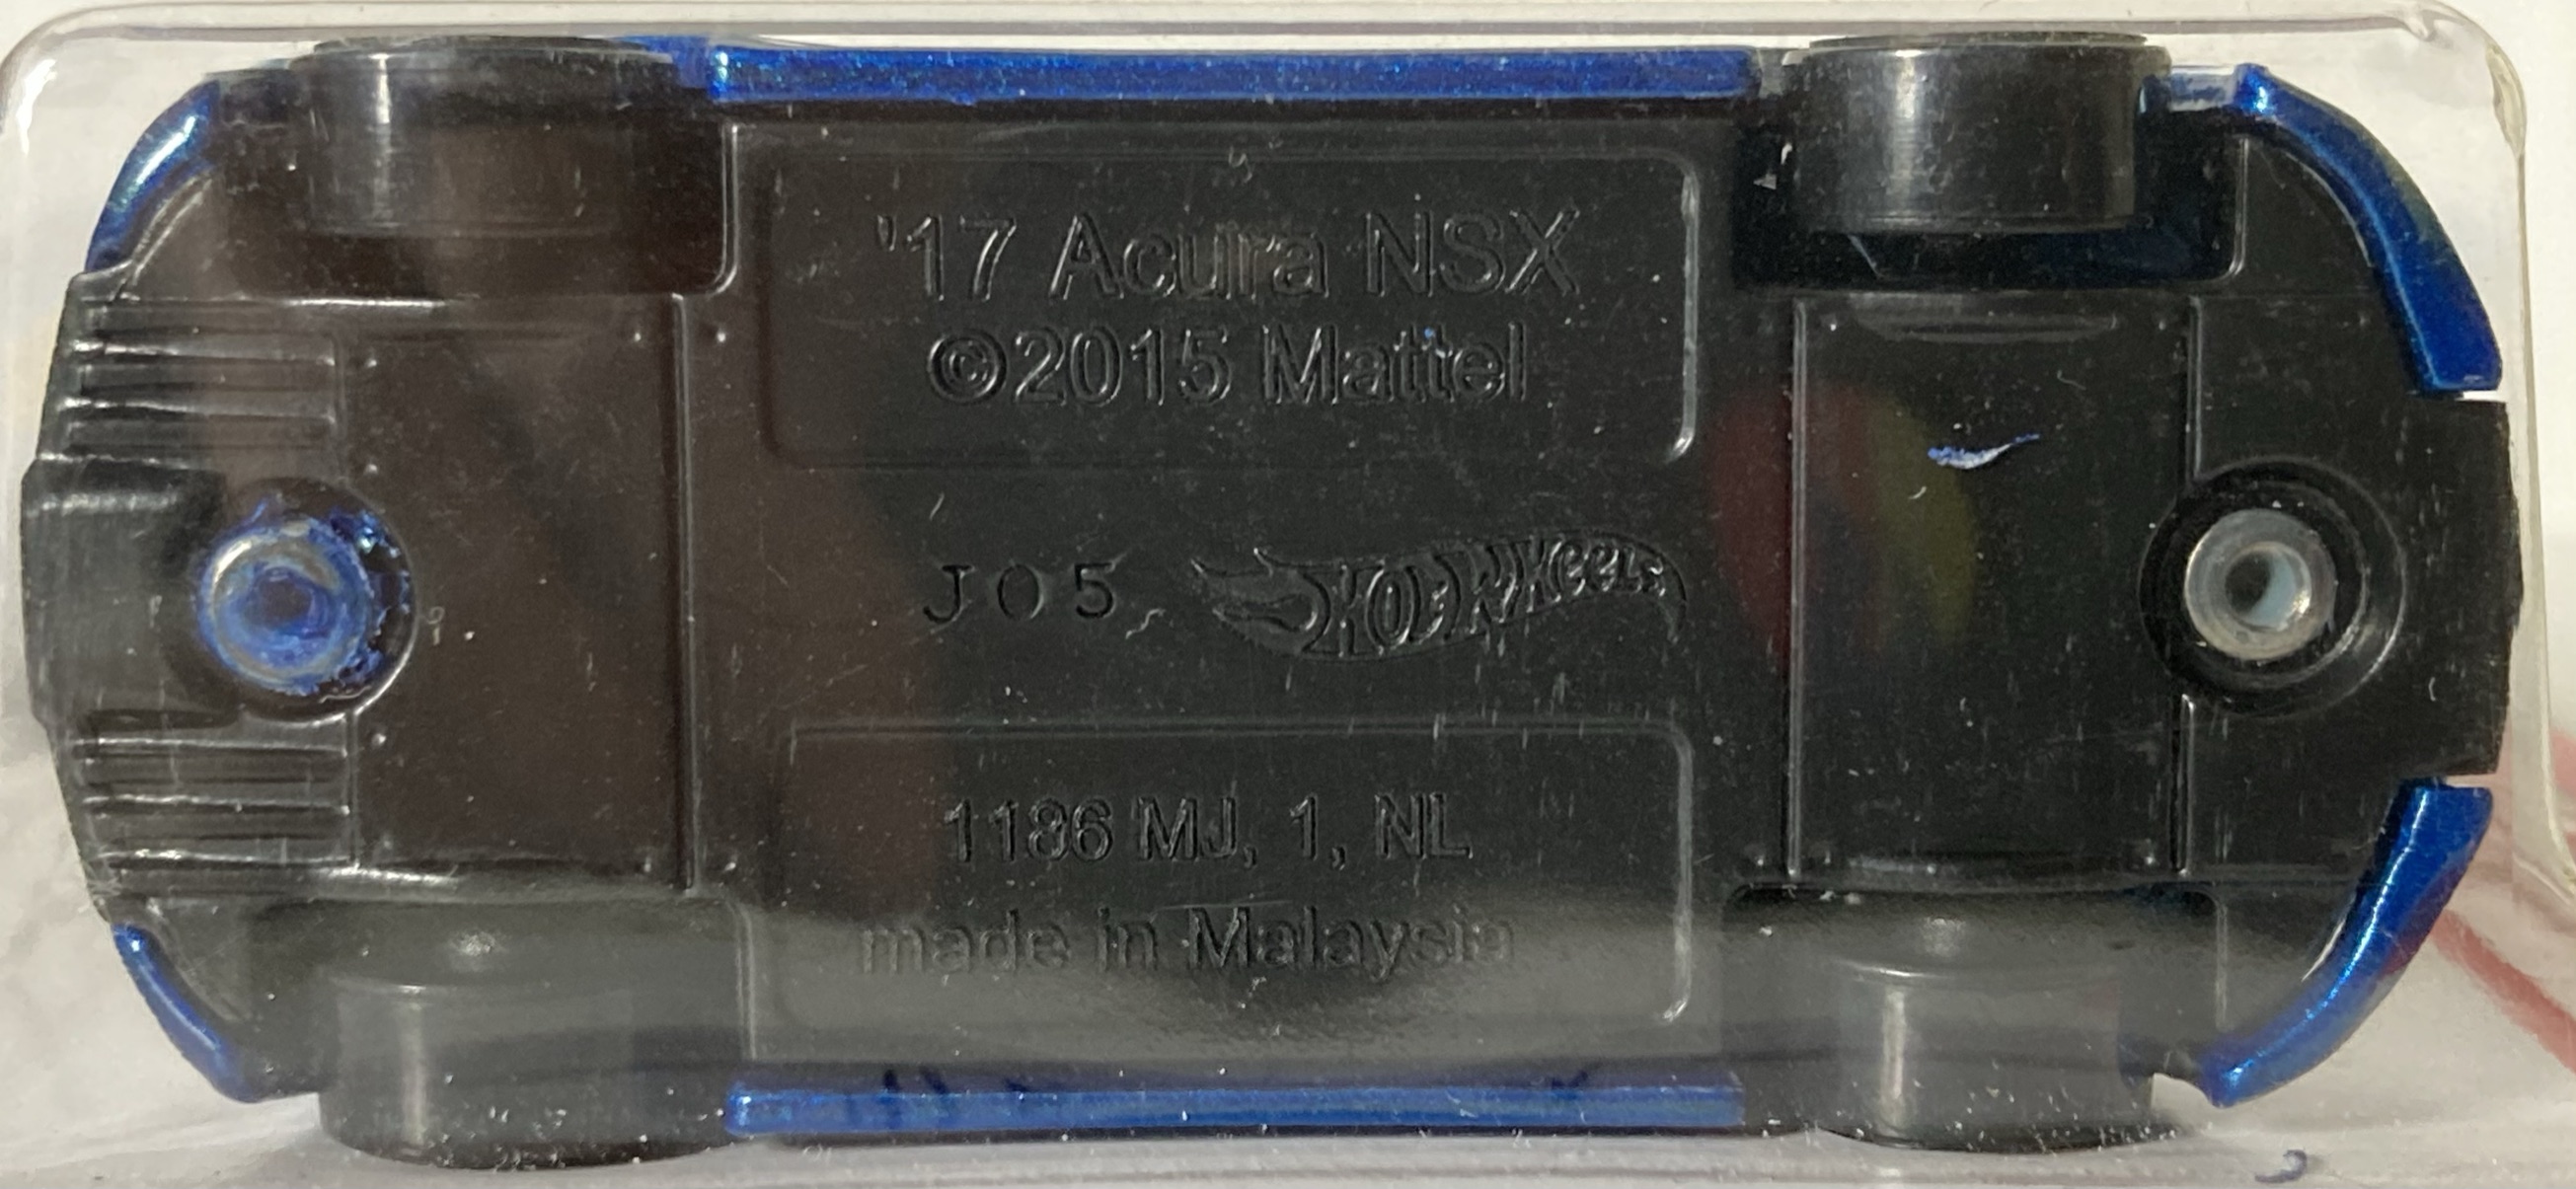 '17 Acura NSX
©2015 Mattel
J05 Hot Wheels
1186 MJ, 1, NL
made in Malaysia